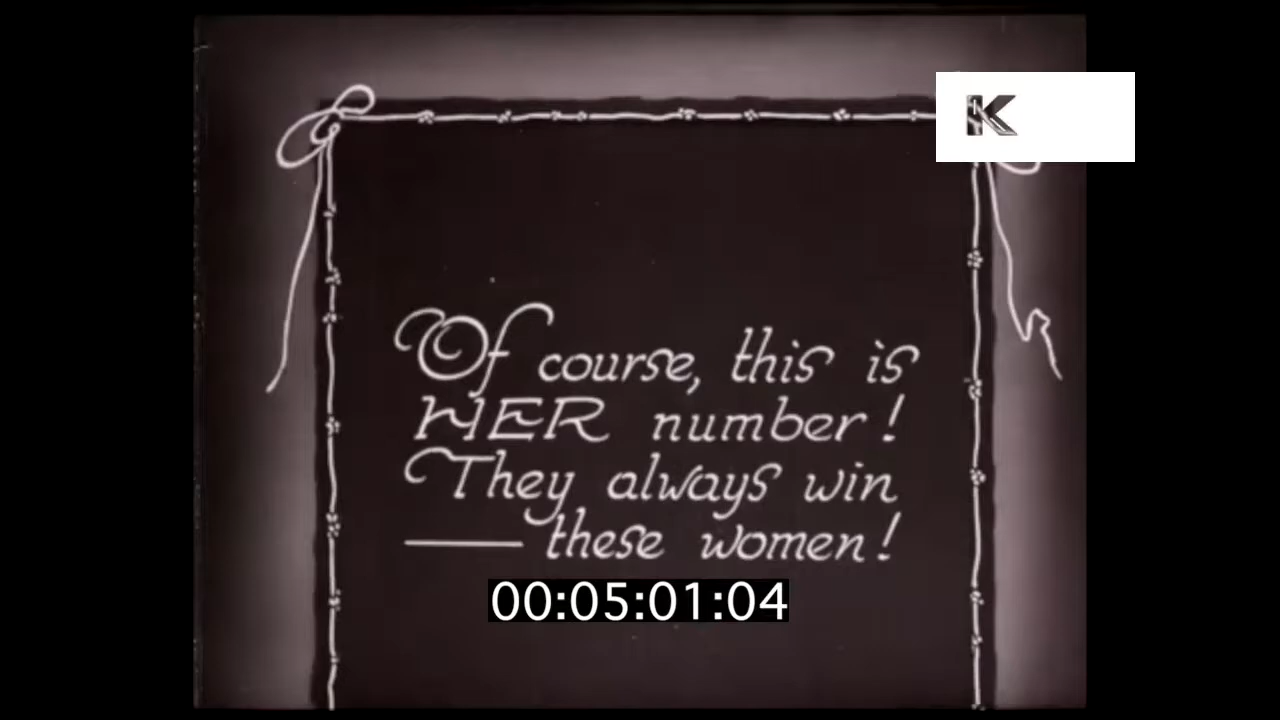 K
Of course, this is
HER number!
They always win
— these women!
00:05:01:04